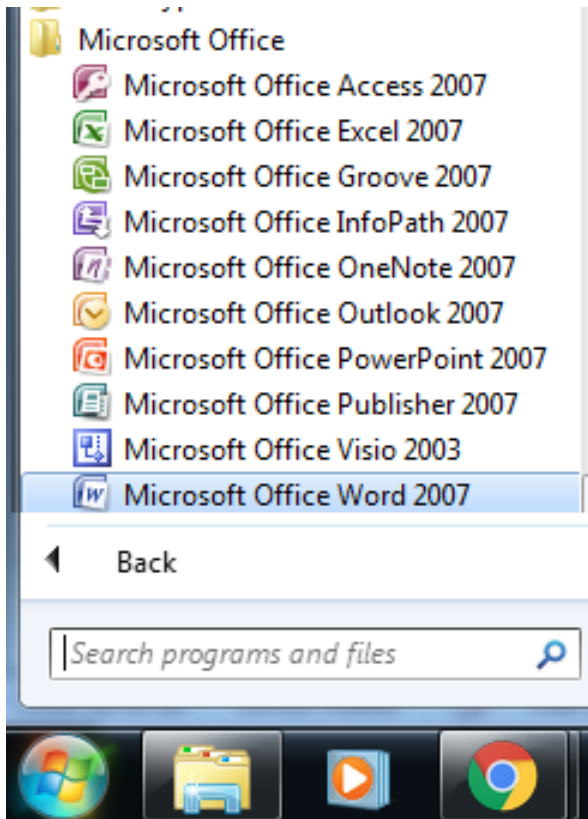 Microsoft Office
Microsoft Office Access 2007
Microsoft Office Excel 2007
Microsoft Office Groove 2007
Microsoft Office InfoPath 2007
Microsoft Office OneNote 2007
Microsoft Office Outlook 2007
Microsoft Office PowerPoint 2007
Microsoft Office Publisher 2007
Microsoft Office Visio 2003
Microsoft Office Word 2007
Back
Search programs and files